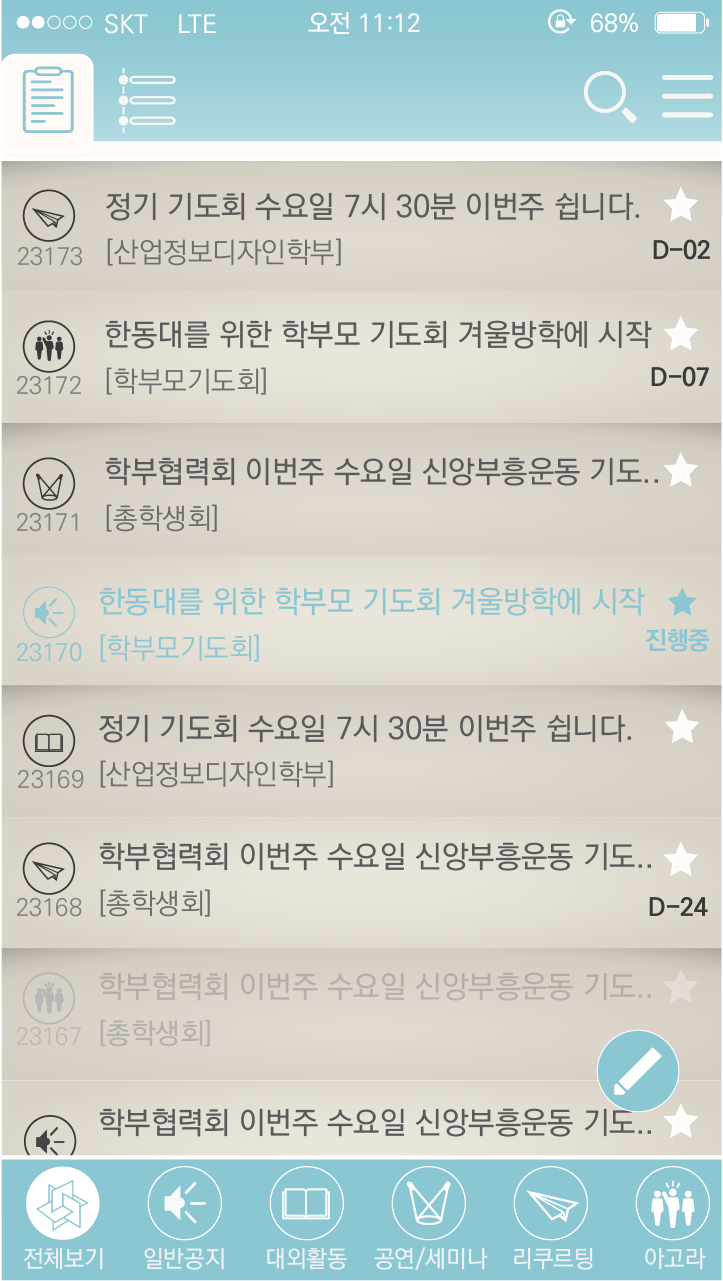 SKT LTE 오전 11:12 68%
정기 기도회 수요일 7시 30분 이번주 쉽니다.
23173 [산업정보디자인학부] D-02
한동대를 위한 학부모 기도회 겨울방학에 시작
23172 [학부모기도회] D-07
학부협력회 이번주 수요일 신앙부흥운동 기도..
23171 [총학생회]
한동대를 위한 학부모 기도회 겨울방학에 시작
23170 [학부모기도회] 진행중
정기 기도회 수요일 7시 30분 이번주 쉽니다.
23169 [산업정보디자인학부]
학부협력회 이번주 수요일 신앙부흥운동 기도..
23168 [총학생회] D-24
학부협력회 이번주 수요일 신앙부흥운동 기도..
23167 [총학생회]
학부협력회 이번주 수요일 신앙부흥운동 기도..
전체보기 일반공지 대외활동 공연/세미나 리쿠르팅 아고라